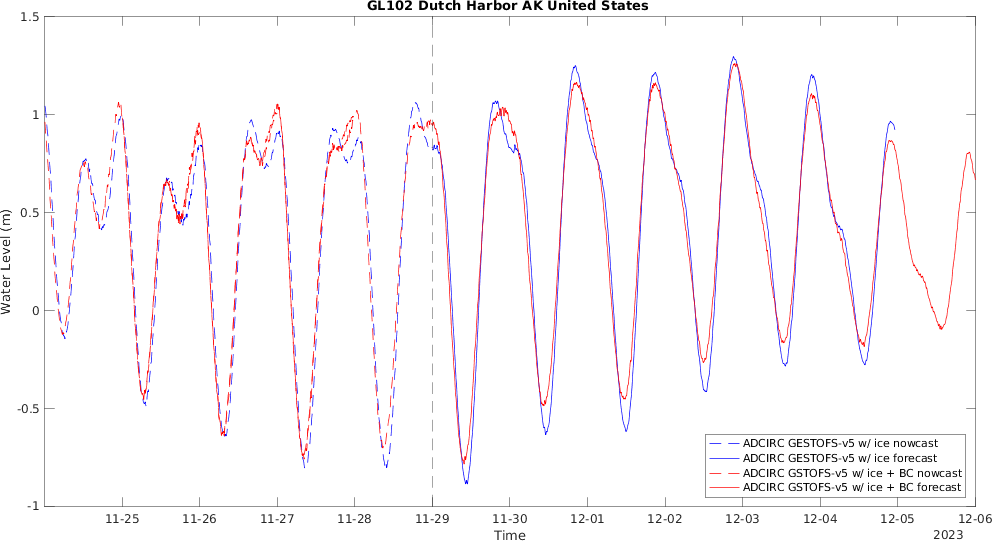 GL102 Dutch Harbor AK United States
1.5
1
0.5
0
-0.5
-1
Water Level (m)
11-25 11-26 11-27 11-28 11-29 11-30 12-01 12-02 12-03 12-04 12-05 12-06
Time
2023
ADCIRC GESTOFS-v5 w/ ice nowcast
ADCIRC GESTOFS-v5 w/ ice forecast
ADCIRC GSTOFS-v5 w/ ice + BC nowcast
ADCIRC GSTOFS-v5 w/ ice + BC forecast